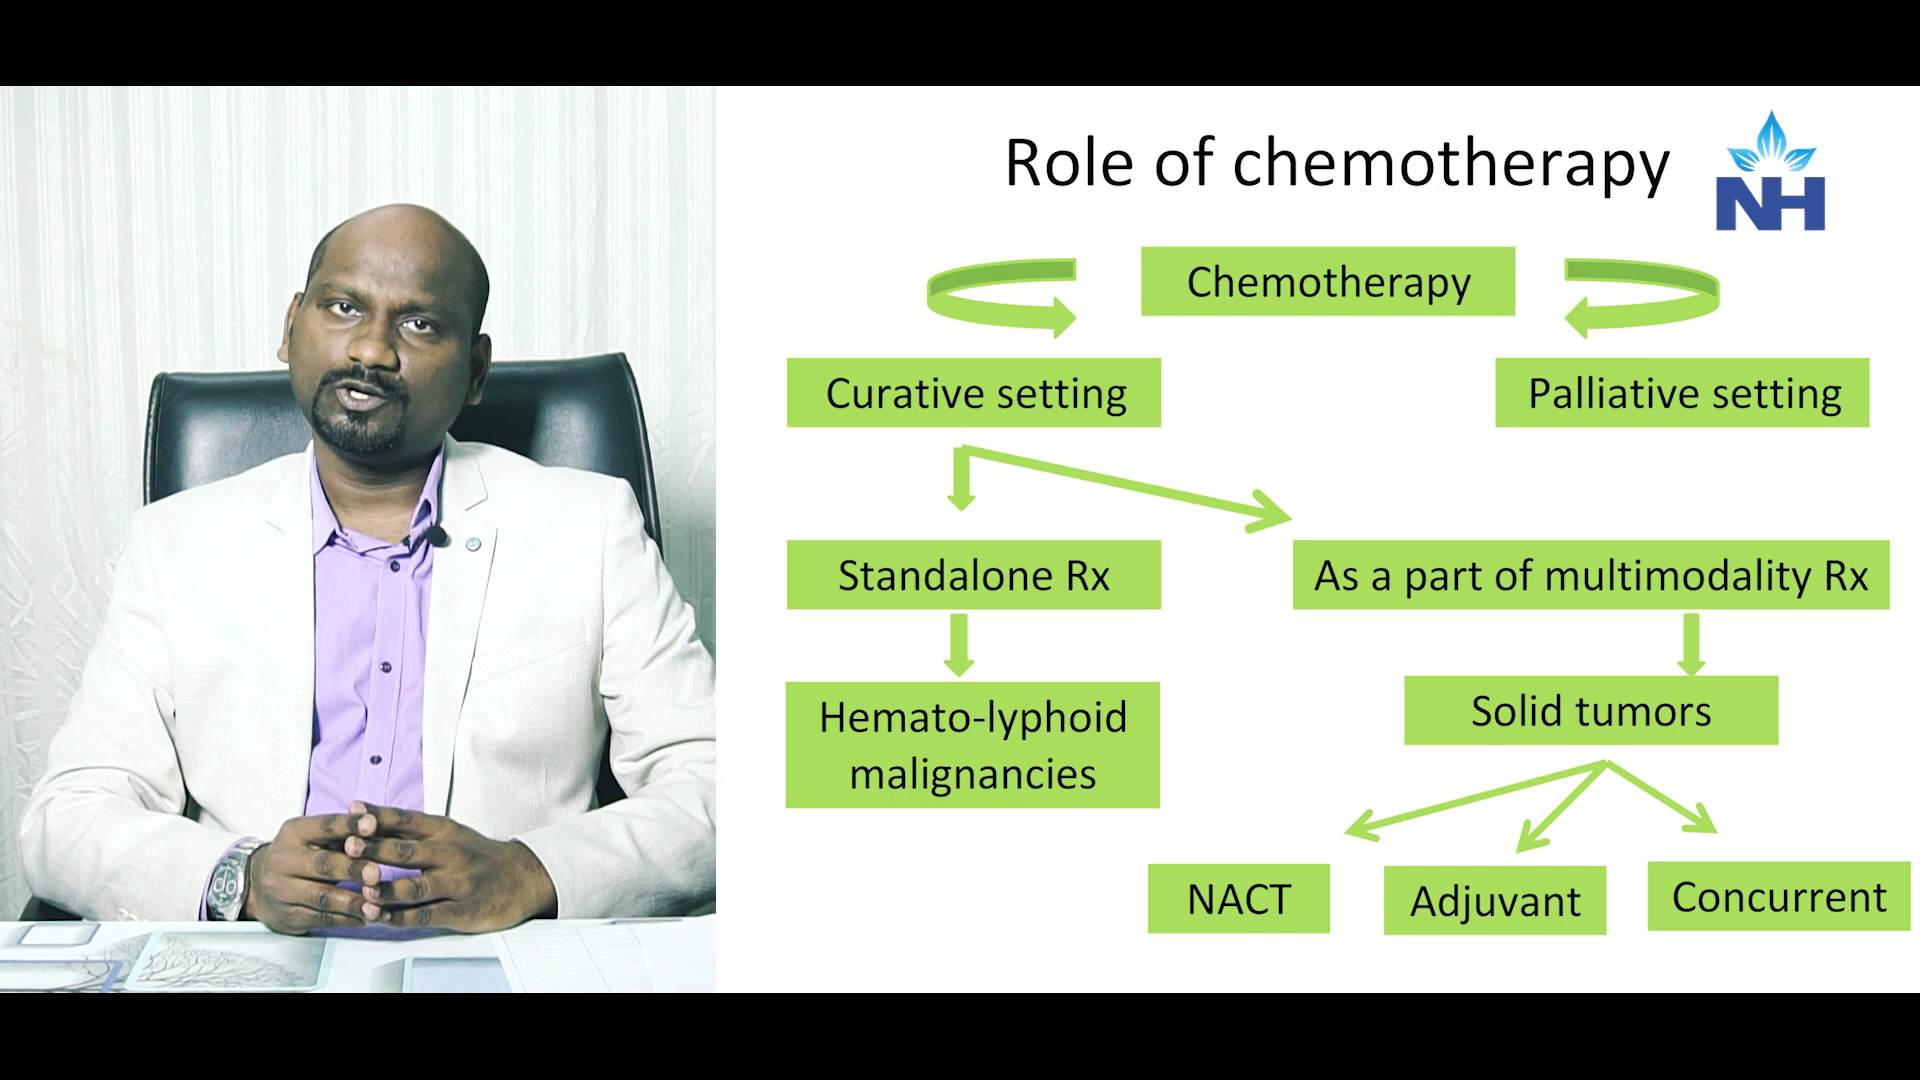 Role of chemotherapy
NH
Chemotherapy
Curative setting
Palliative setting
Standalone Rx
As a part of multimodality Rx
Hemato-lyphoid
malignancies
Solid tumors
NACT
Adjuvant
Concurrent